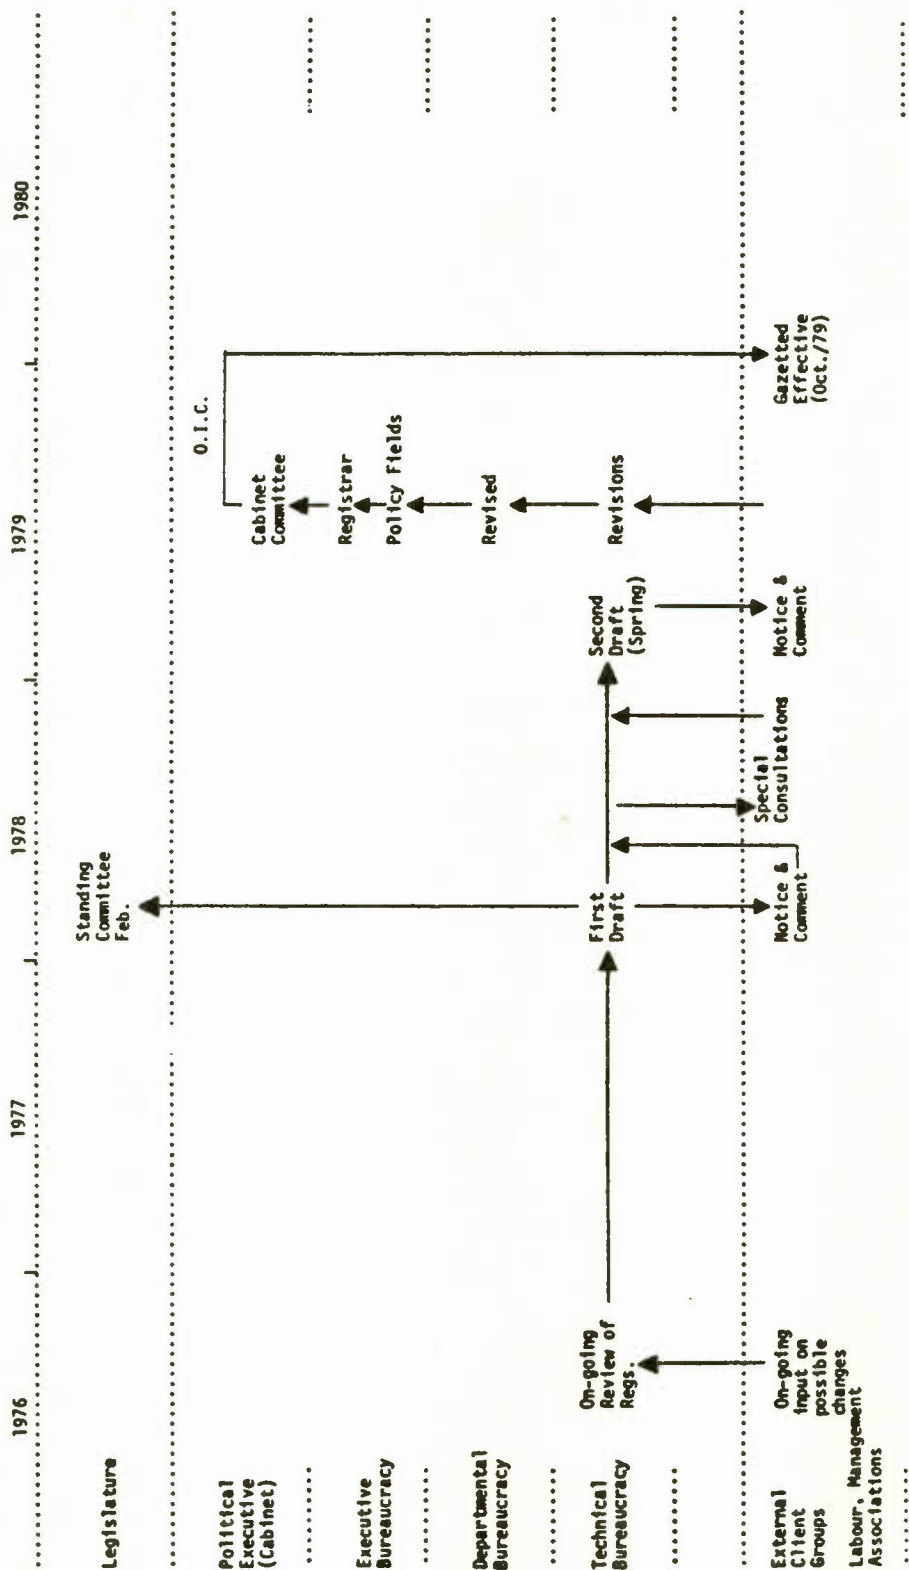 1976 1977 1978 1979 1980
Legislature
Standing
Committee
Feb.
Political
Executive
(Cabinet)
O.I.C.
Cabinet
Committee
Executive
Bureaucracy
Registrar
Policy Fields
Departmental
Bureaucracy
Revised
Technical
Bureaucracy
On-going
Review of
Regs.
First
Draft
Second
Draft
(Spring)
Revisions
External
Client
Groups
Labour, Management
Associations
On-going
input on
possible
changes
Notice &
Comment
Special
Consultations
Notice &
Comment
Gazetted
Effective
(Oct./79)